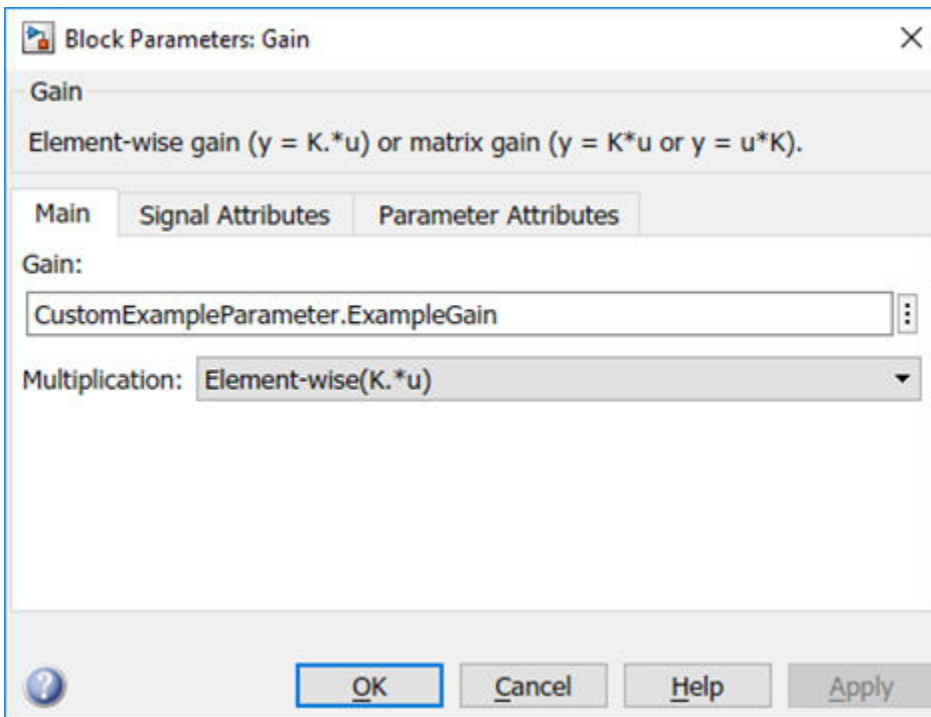 Block Parameters: Gain
Gain
Element-wise gain (y = K.*u) or matrix gain (y = K*u or y = u*K).
Main Signal Attributes Parameter Attributes
Gain:
CustomExampleParameter.ExampleGain
Multiplication: Element-wise(K.*u)
OK Cancel Help Apply